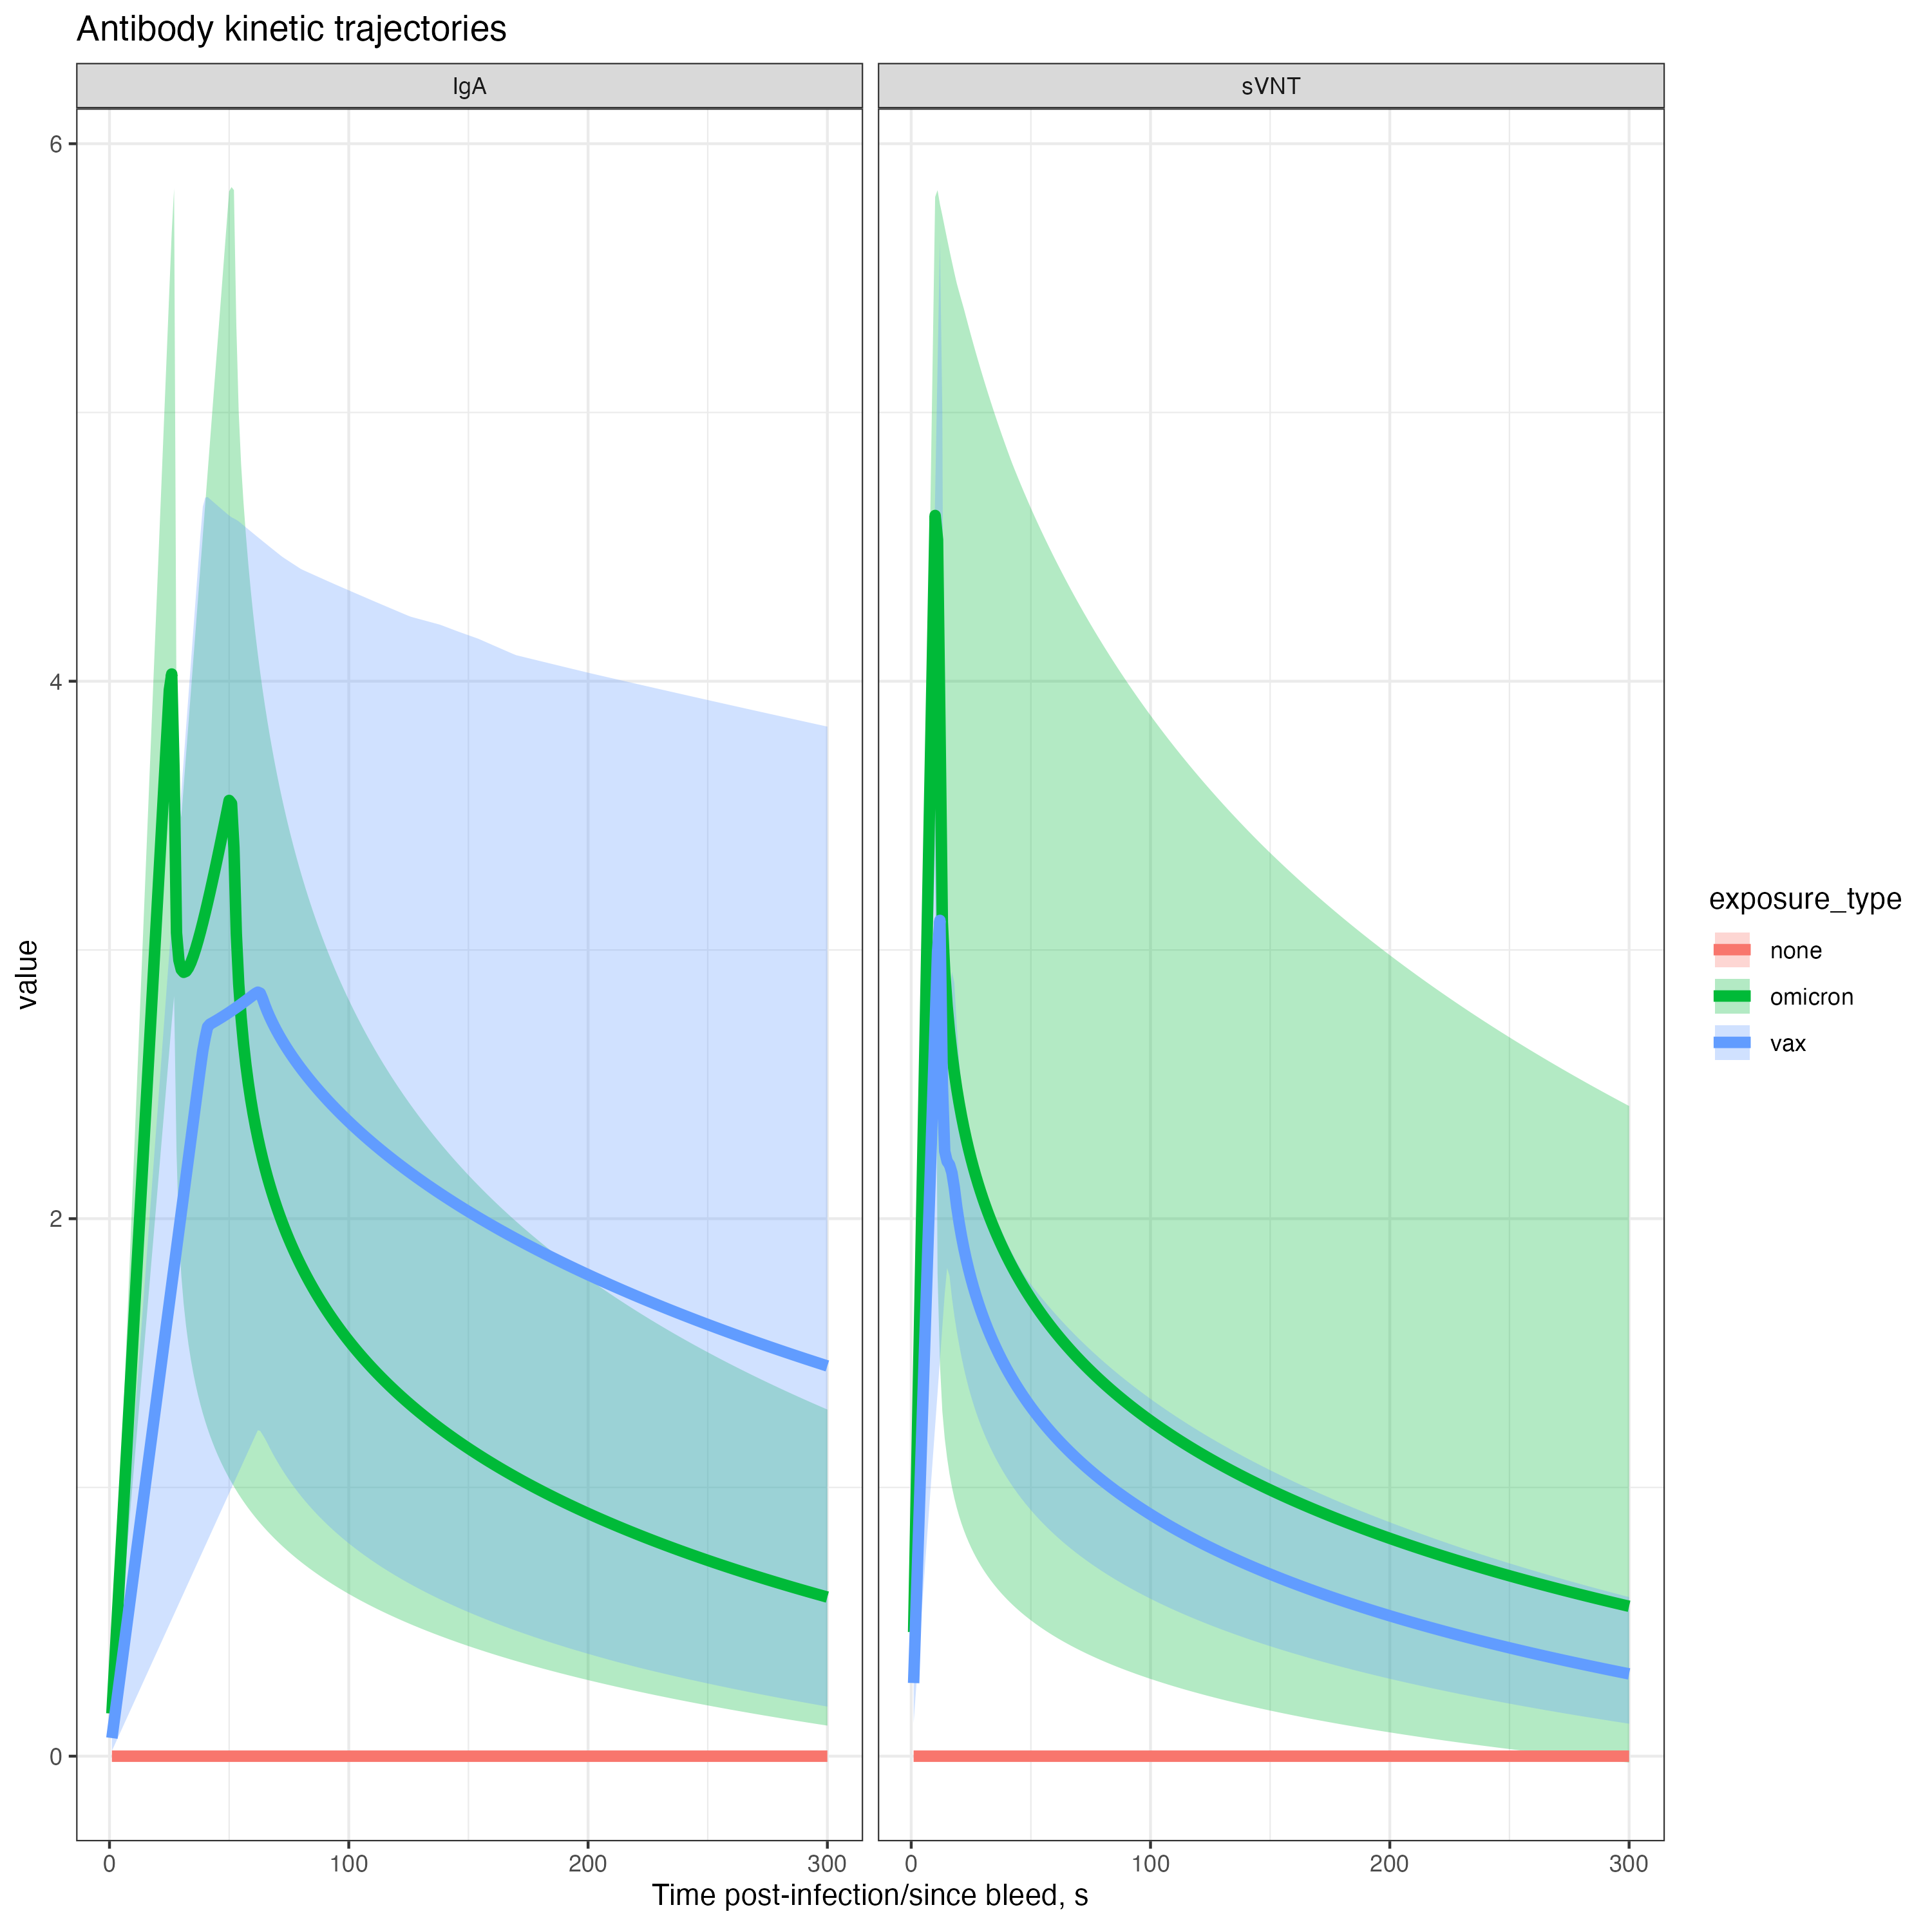 Antibody kinetic trajectories
IgA
sVNT
6
4
2
0
value
0
100
200
300
0
100
200
300
Time post-infection/since bleed, s
exposure_type
none
omicron
vax